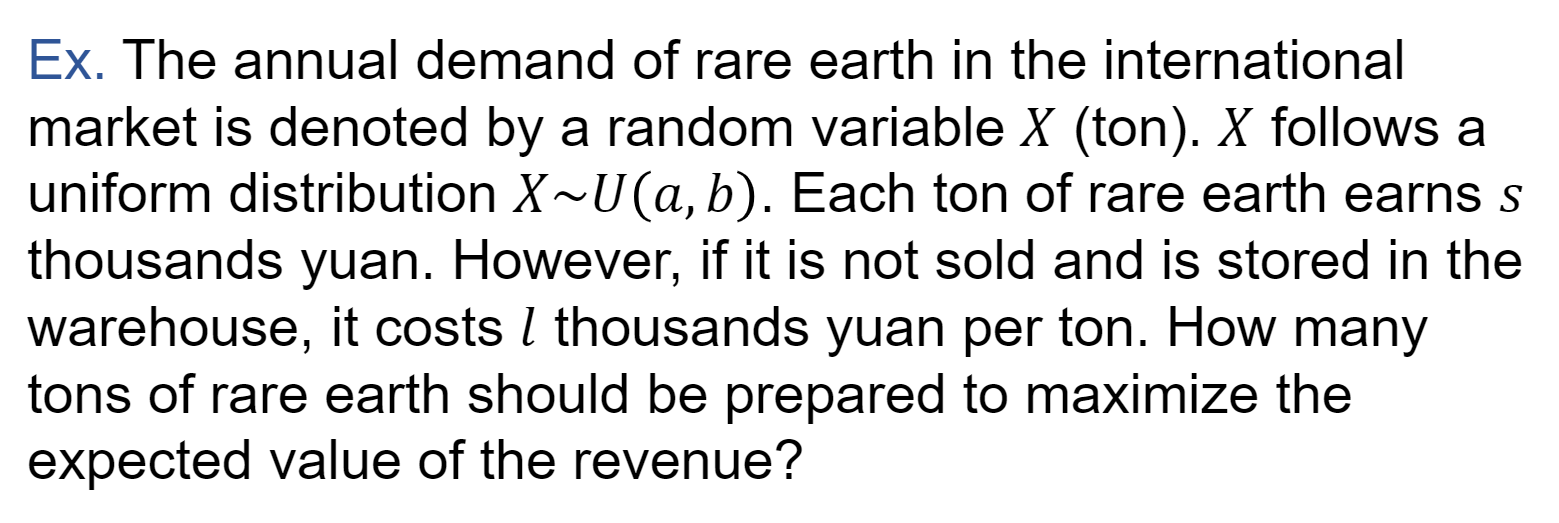 Ex. The annual demand of rare earth in the international
market is denoted by a random variable X (ton). X follows a
uniform distribution X~U(a, b). Each ton of rare earth earns s
thousands yuan. However, if it is not sold and is stored in the
warehouse, it costs l thousands yuan per ton. How many
tons of rare earth should be prepared to maximize the
expected value of the revenue?